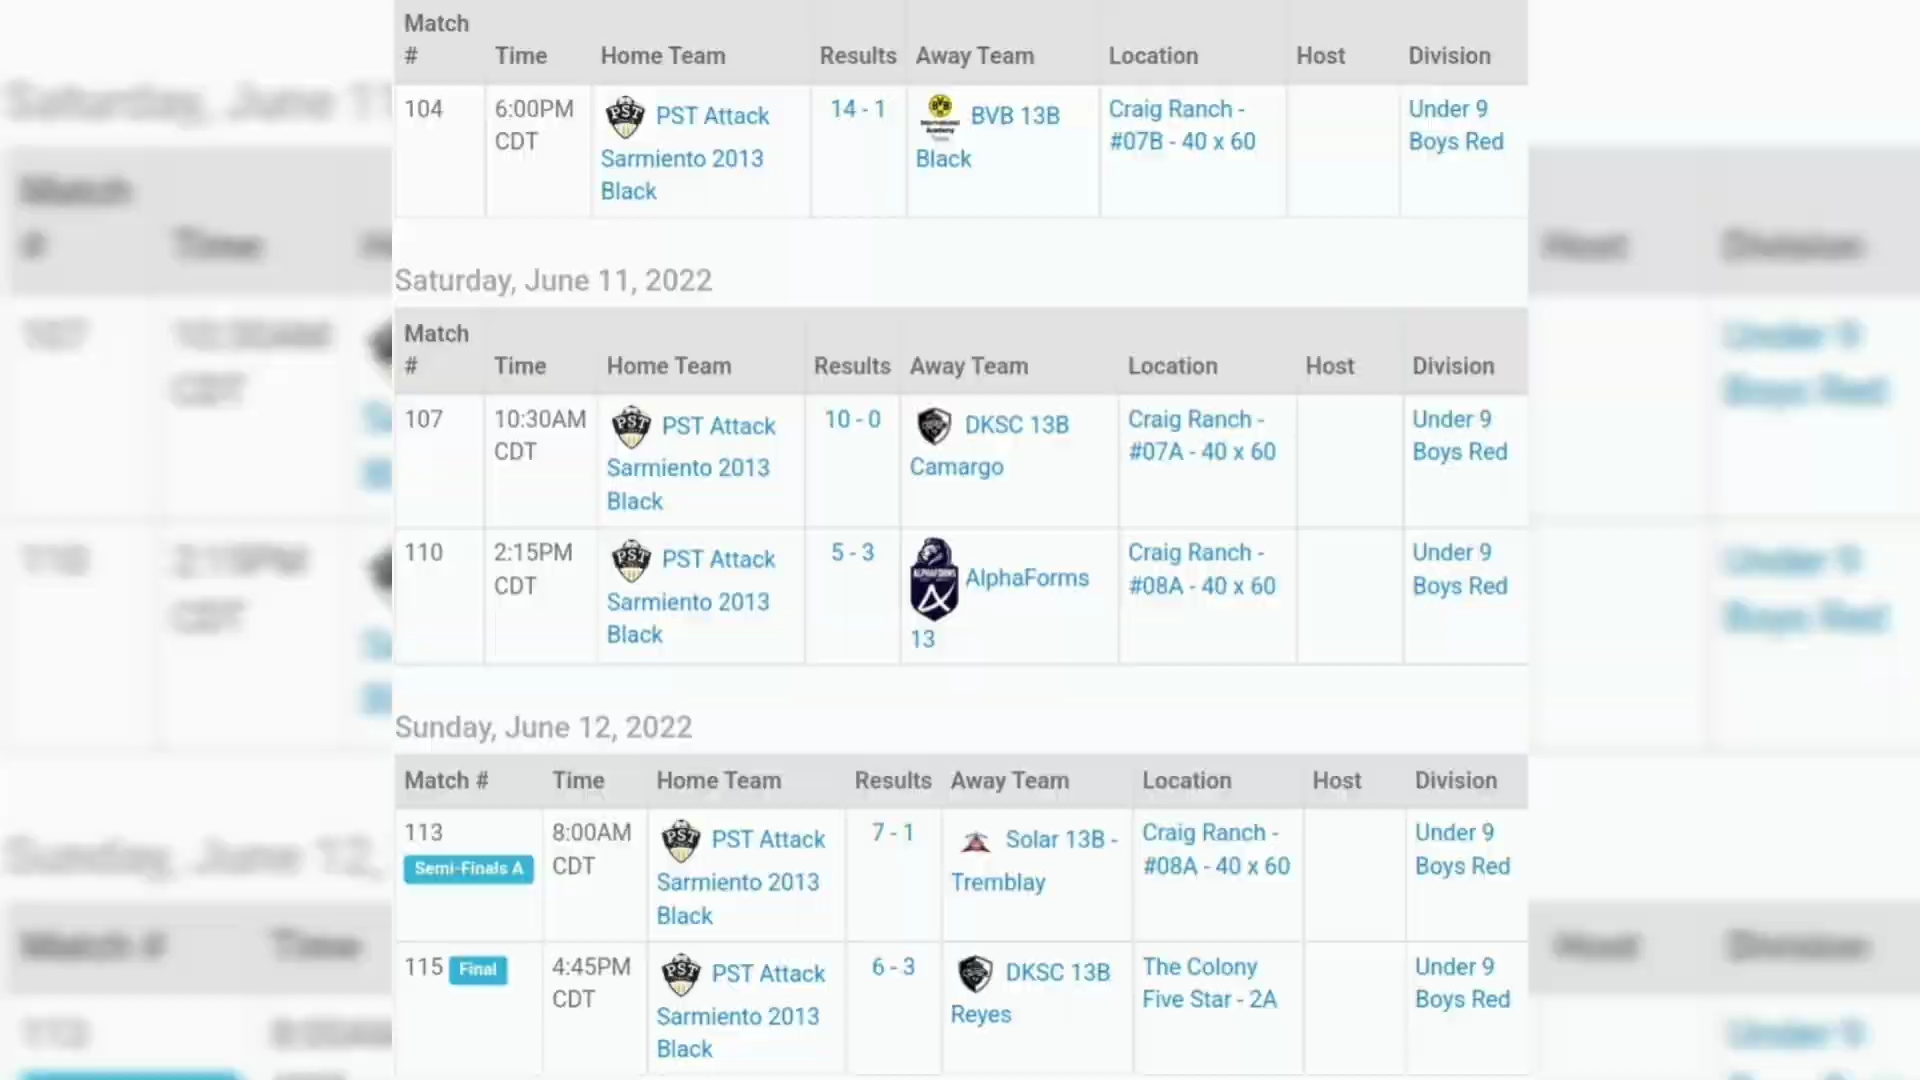 Match
# Time Home Team Results Away Team Location Host Division
104 6:00PM PST PST Attack 14 - 1 BVB BVB 13B Craig Ranch - Under 9
CDT Sarmiento 2013 Black #07B - 40 x 60 Boys Red
Black
Saturday, June 11, 2022
Match
# Time Home Team Results Away Team Location Host Division
107 10:30AM PST PST Attack 10 - 0 DKSC 13B Craig Ranch - Under 9
CDT Sarmiento 2013 Camargo #07A - 40 x 60 Boys Red
Black
110 2:15PM PST PST Attack 5 - 3 ALPHAFORMS AlphaForms Craig Ranch - Under 9
CDT Sarmiento 2013 13 #08A - 40 x 60 Boys Red
Black
Sunday, June 12, 2022
Match # Time Home Team Results Away Team Location Host Division
113 8:00AM PST PST Attack 7 - 1 Solar 13B - Craig Ranch - Under 9
Semi-Finals A CDT Sarmiento 2013 Tremblay #08A - 40 x 60 Boys Red
Black
115 Final 4:45PM PST PST Attack 6 - 3 DKSC 13B The Colony Under 9
CDT Sarmiento 2013 Reyes Five Star - 2A Boys Red
Black